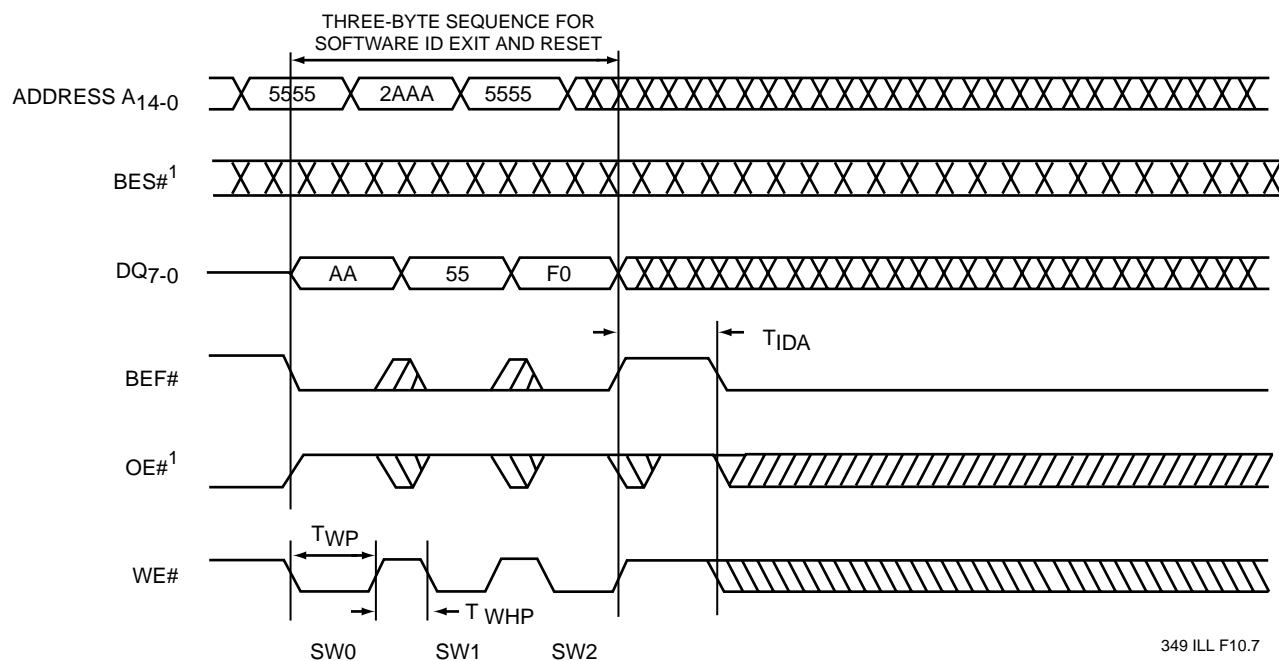 THREE-BYTE SEQUENCE FOR
SOFTWARE ID EXIT AND RESET
ADDRESS A14-0
5555
2AAA
5555
BES#1
DQ7-0
AA
55
F0
TIDA
BEF#
OE#1
TWP
WE#
T WHP
SW0
SW1
SW2
349 ILL F10.7